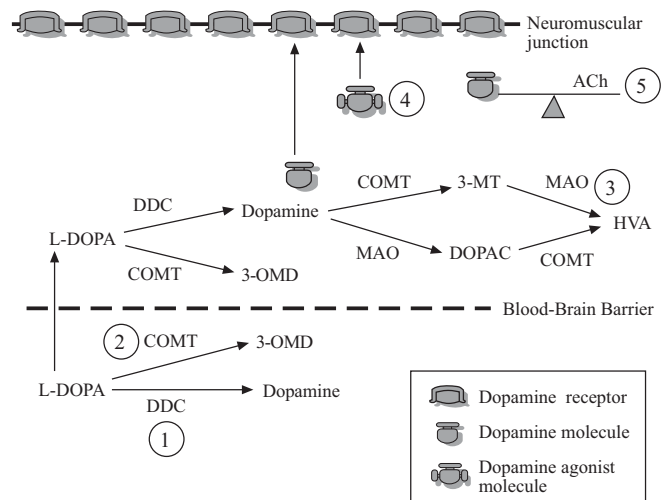 Neuromuscular
junction
ACh
5
4
COMT
3-MT
MAO
3
DDC
Dopamine
HVA
L-DOPA
MAO
DOPAC
COMT
COMT
3-OMD
Blood-Brain Barrier
2
COMT
3-OMD
L-DOPA
Dopamine
DDC
1
Dopamine receptor
Dopamine molecule
Dopamine agonist
molecule